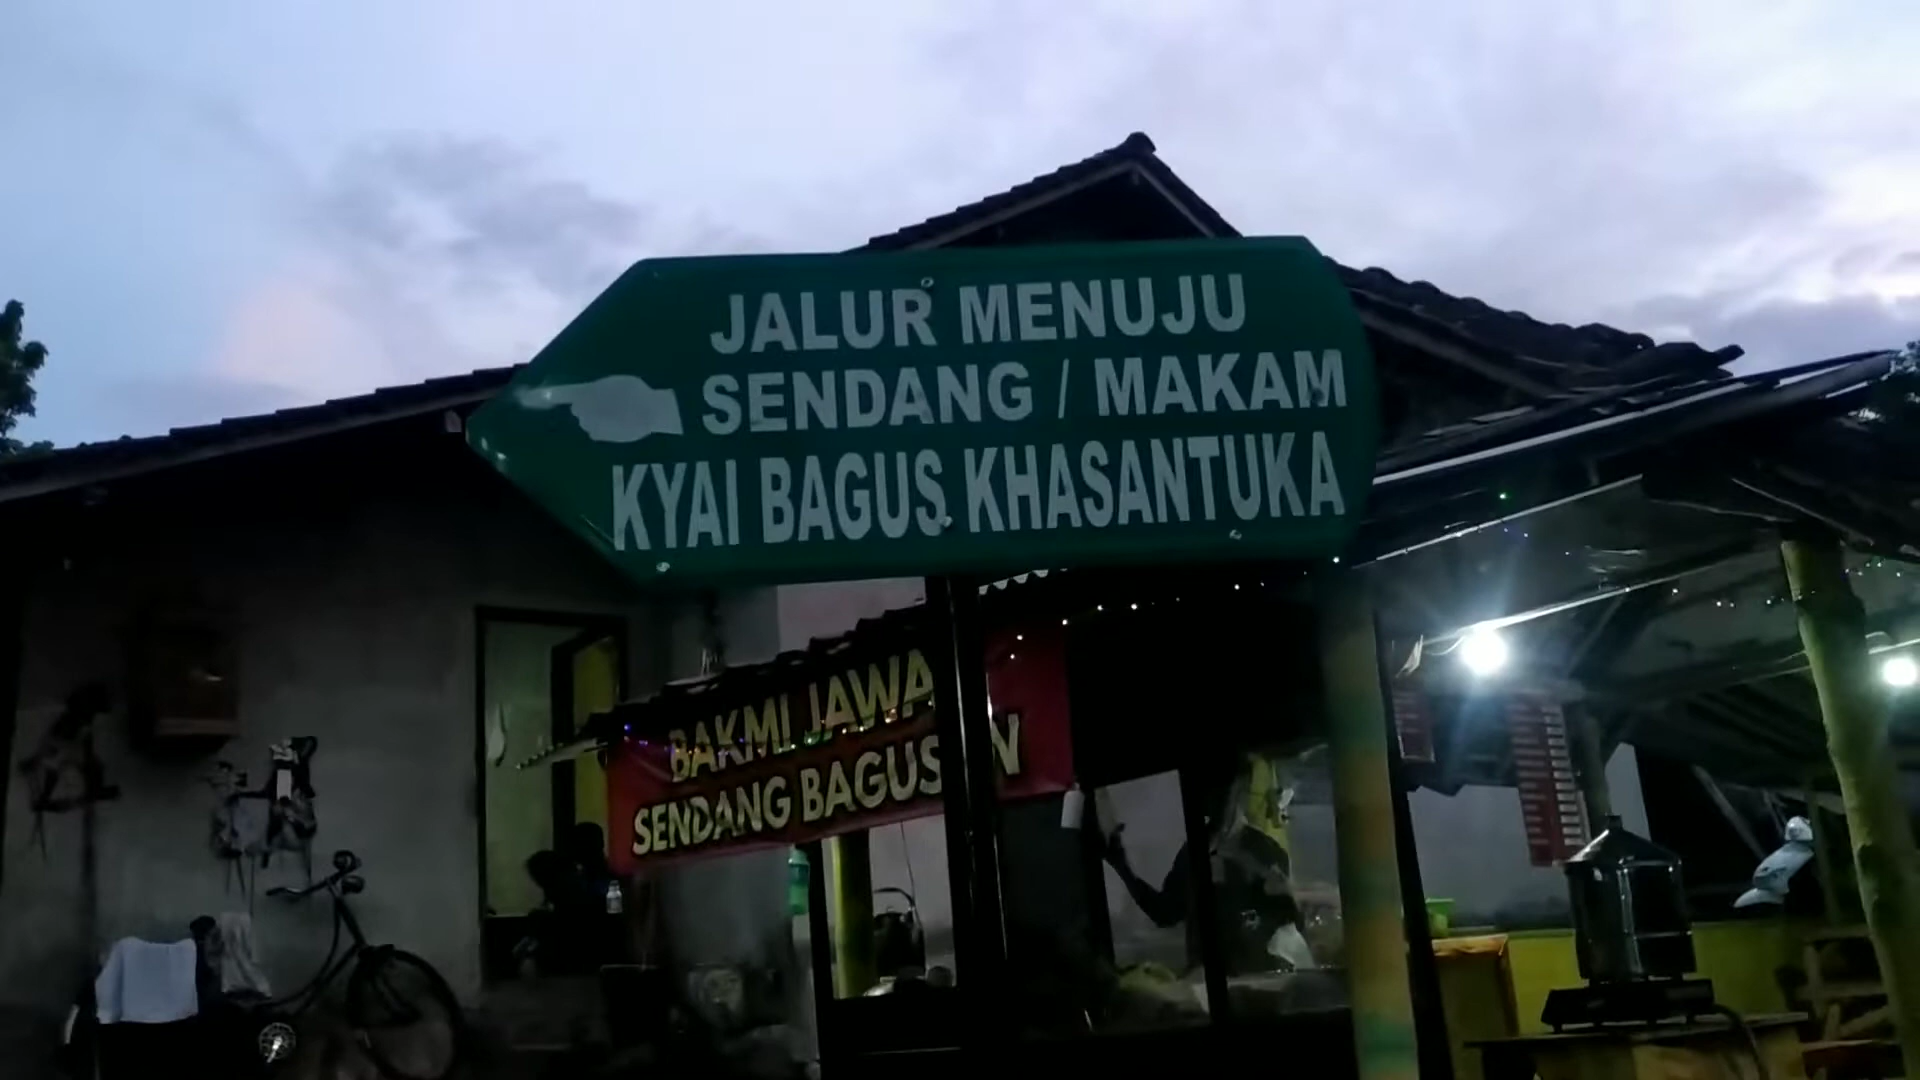 JALUR MENUJU
SENDANG / MAKAM
KYAI BAGUS KHASANTUKA
BAKMI JAWA
SENDANG BAGUS N